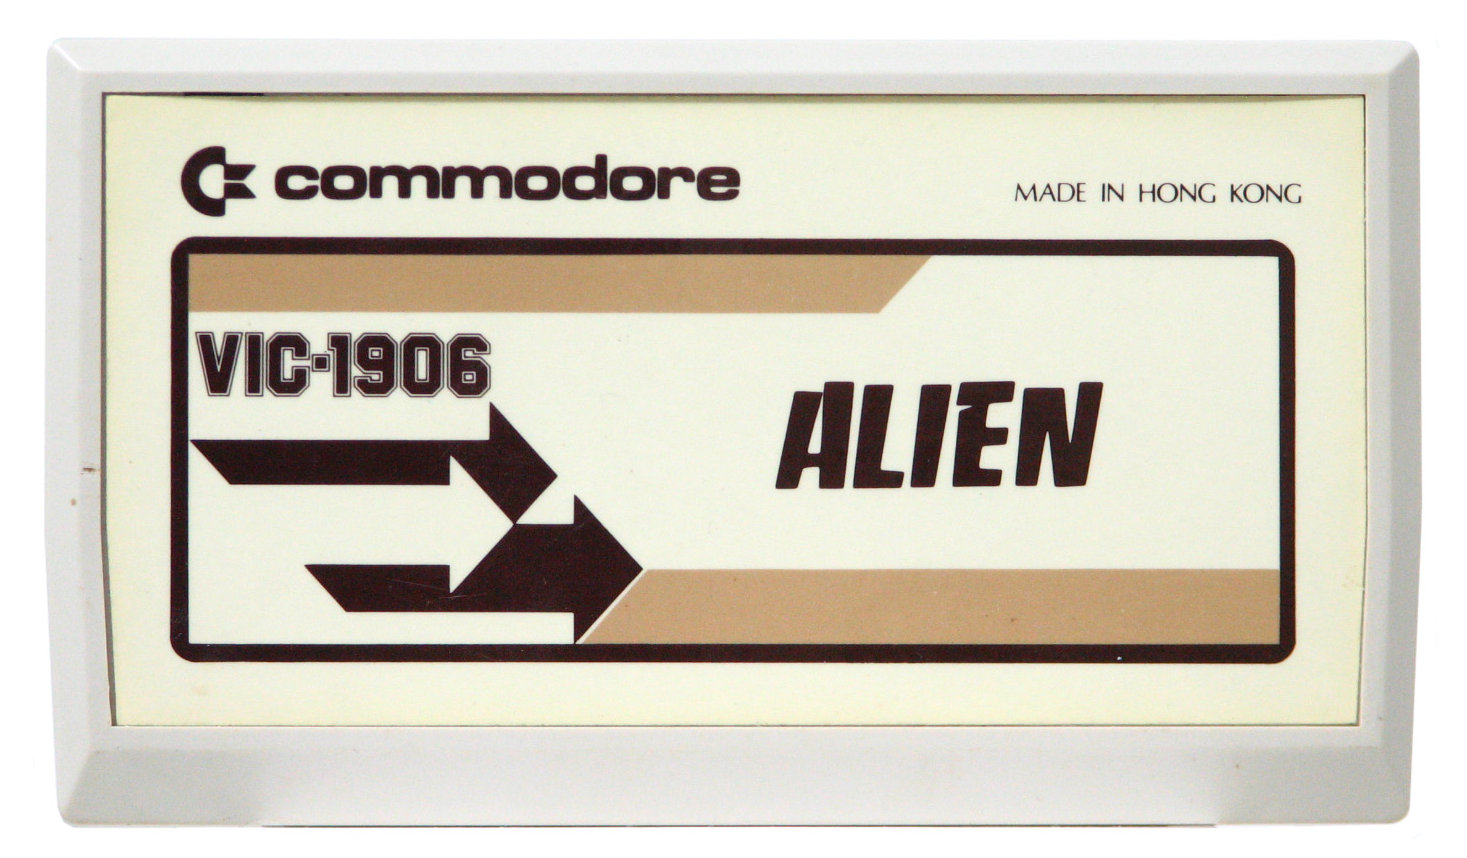 commodore
MADE IN HONG KONG
VIC-1906
ALIEN